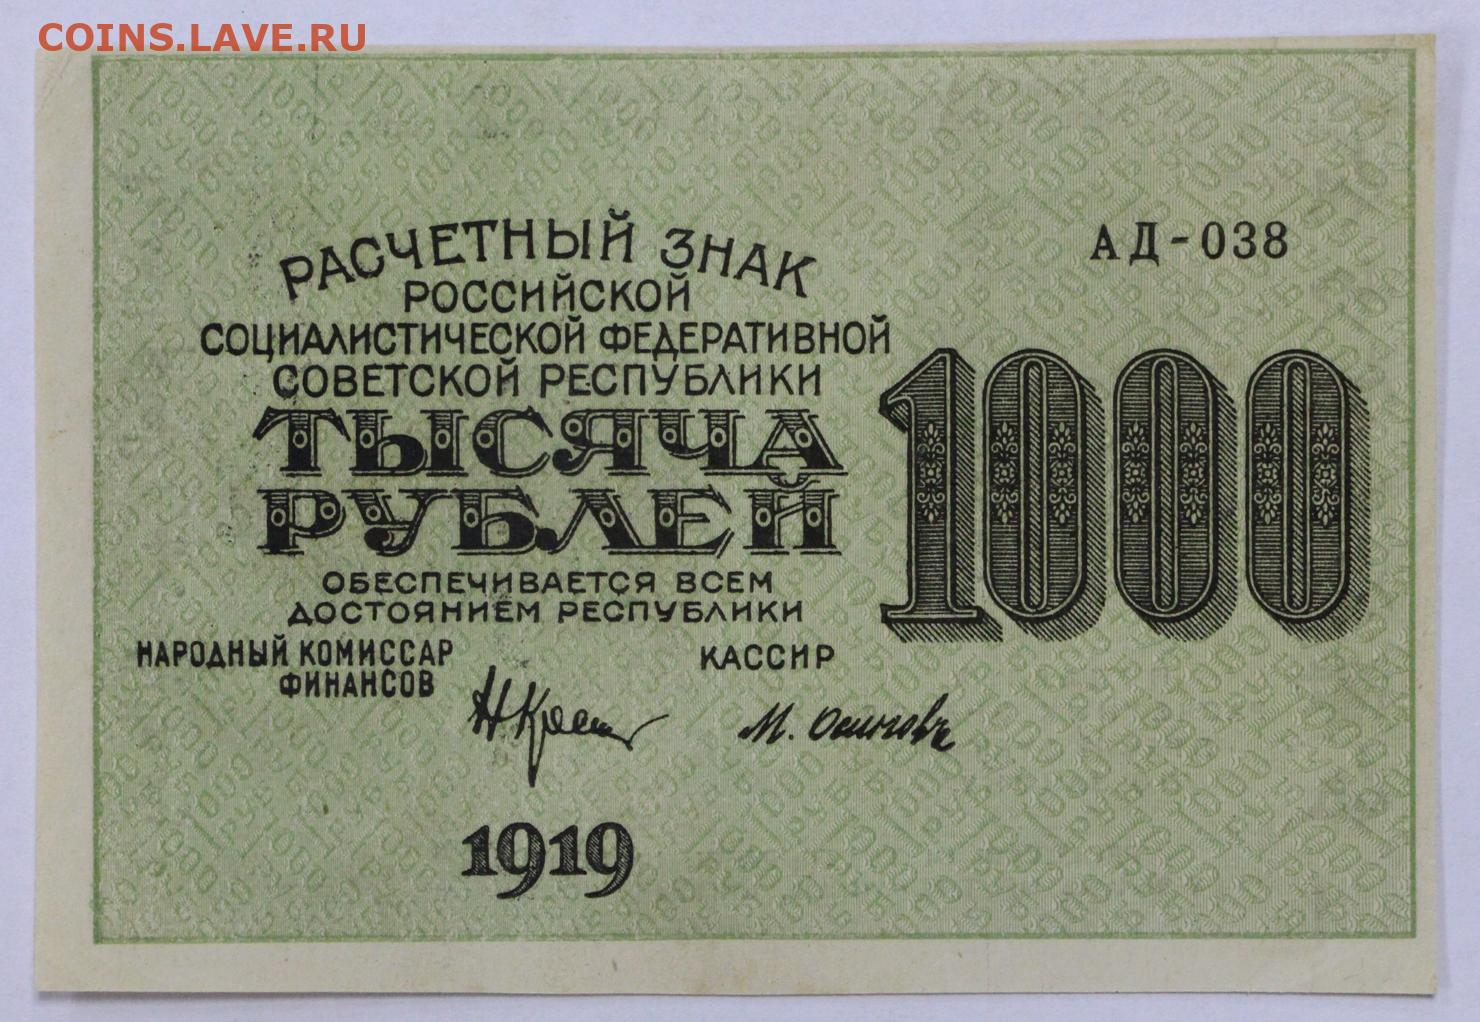 COINS.LAVE.RU
РАСЧЕТНЫЙ ЗНАК
АД-038
РОССИЙСКОЙ
СОЦИАЛИСТИЧЕСКОЙ ФЕДЕРАТИВНОЙ
СОВЕТСКОЙ РЕСПУБЛИКИ
ТЫСЯЧА
РУБЛЕЙ
1000
ОБЕСПЕЧИВАЕТСЯ ВСЕМ
ДОСТОЯНИЕМ РЕСПУБЛИКИ
НАРОДНЫЙ КОМИССАР
ФИНАНСОВ
КАССИР
М. Осиповъ
1919